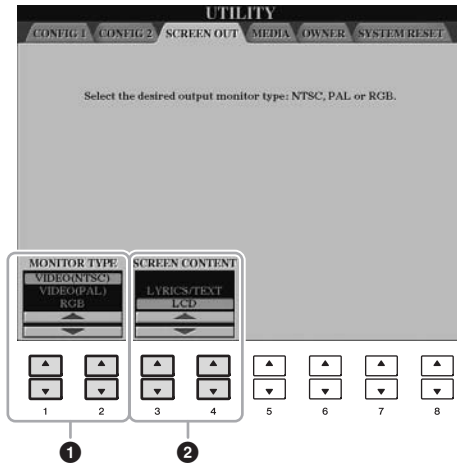 UTILITY
CONFIG 1 CONFIG 2 SCREEN OUT MEDIA OWNER SYSTEM RESET
Select the desired output monitor type: NTSC, PAL or RGB.
MONITOR TYPE SCREEN CONTENT
VIDEO(NTSC)
VIDEO(PAL) LYRICS/TEXT
RGB LCD
1 2 3 4 5 6 7 8
1 2